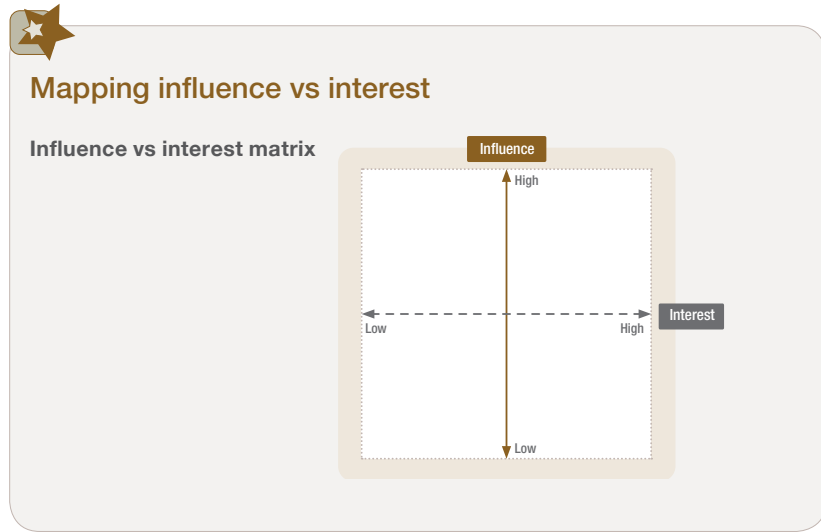 Mapping influence vs interest
Influence vs interest matrix
Influence
High
Interest
Low
High
Low